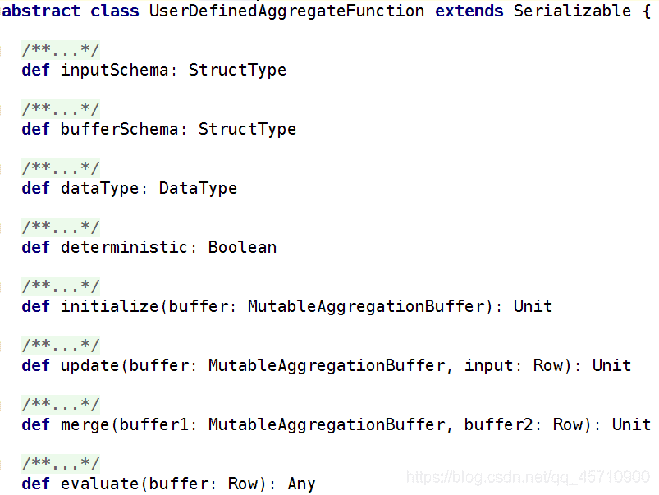 abstract class UserDefinedAggregateFunction extends Serializable {
/**...*/
def inputSchema: StructType
/**...*/
def bufferSchema: StructType
/**...*/
def dataType: DataType
/**...*/
def deterministic: Boolean
/**...*/
def initialize(buffer: MutableAggregationBuffer): Unit
/**...*/
def update(buffer: MutableAggregationBuffer, input: Row): Unit
/**...*/
def merge(buffer1: MutableAggregationBuffer, buffer2: Row): Unit
/**...*/
def evaluate(buffer: Row): Any
https://blog.csdn.net/qq_45710900